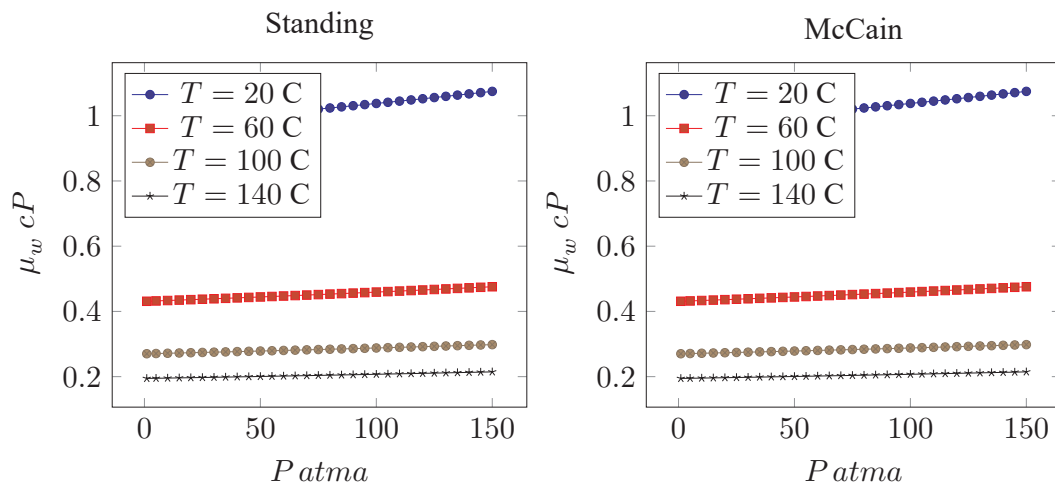 Standing
T = 20 C
T = 60 C
T = 100 C
T = 140 C
1
0.8
0.6
0.4
0.2
μw cP
0
50
100
150
P atma
McCain
T = 20 C
T = 60 C
T = 100 C
T = 140 C
1
0.8
0.6
0.4
0.2
μw cP
0
50
100
150
P atma